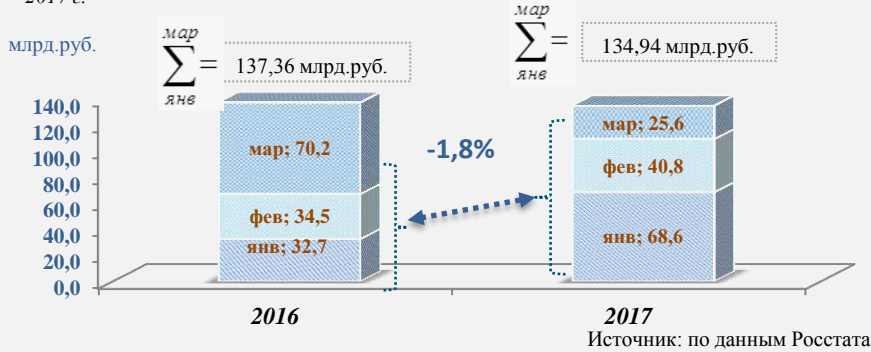 2017 г.
млрд.руб.
мар
∑ =
янв
137,36 млрд.руб.
мар
∑ =
янв
134,94 млрд.руб.
140,0
120,0
100,0
80,0
60,0
40,0
20,0
0,0
мар; 70,2
фев; 34,5
янв; 32,7
-1,8%
мар; 25,6
фев; 40,8
янв; 68,6
2016
2017
Источник: по данным Росстата